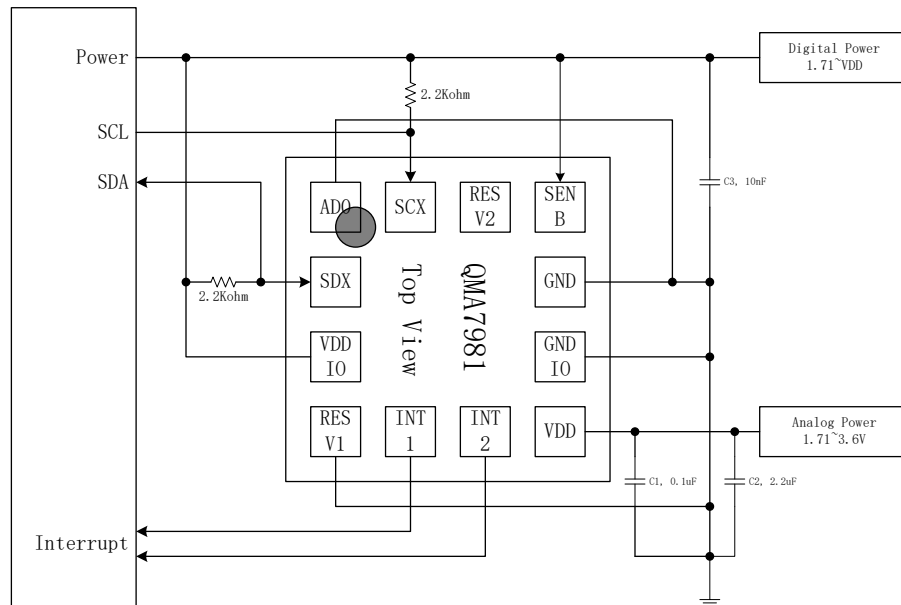 Power
Digital Power
1.71~VDD
2.2Kohm
SCL
SDA
C3, 10nF
AD0
SCX
RES
V2
SEN
B
SDX
GND
2.2Kohm
Top View
QMA7981
VDD
IO
GND
IO
RES
V1
INT
1
INT
2
VDD
Analog Power
1.71~3.6V
C1, 0.1uF
C2, 2.2uF
Interrupt